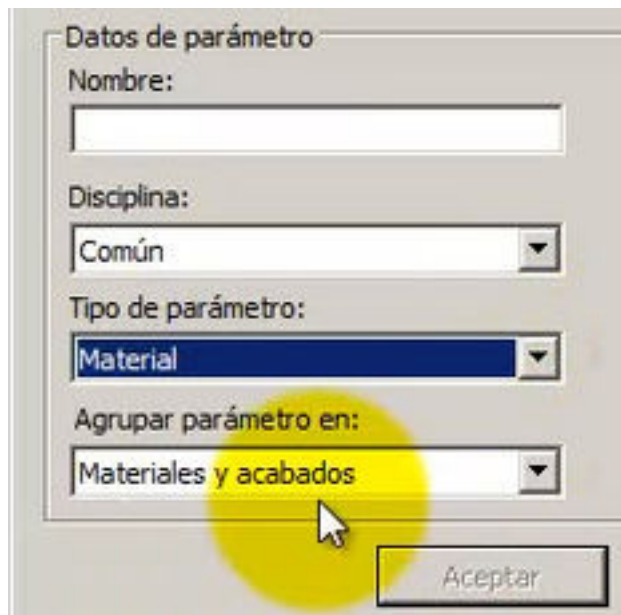 Datos de parámetro
Nombre:
Disciplina:
Común
Tipo de parámetro:
Material
Agrupar parámetro en:
Materiales y acabados
Aceptar